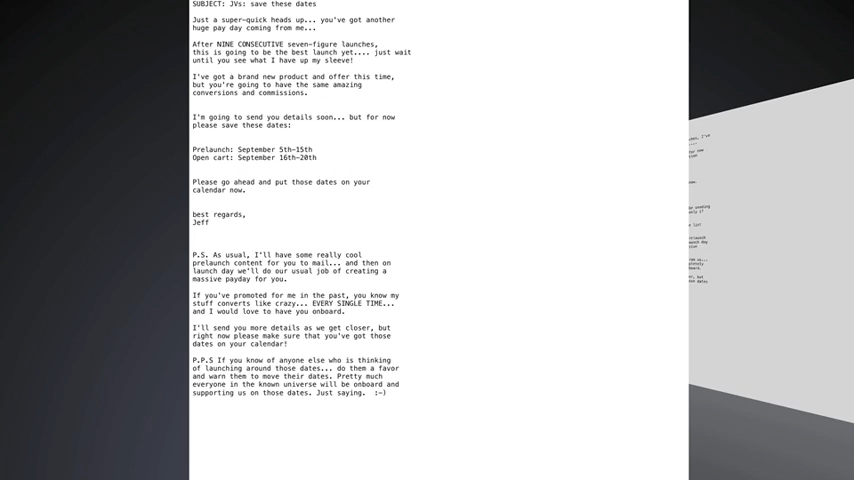 SUBJECT: JVs: save these dates
Just a super-quick heads up... you've got another
huge pay day coming from me...
After NINE CONSECUTIVE seven-figure launches,
this is going to be the best launch yet.... just wait
until you see what I have up my sleeve!
I've got a brand new product and offer this time,
but you're going to have the same amazing
conversions and commissions.
I'm going to send you details soon... but for now
please save these dates:
Prelaunch: September 5th-15th
Open cart: September 16th-20th
Please go ahead and put those dates on your
calendar now.
best regards,
Jeff
P.S. As usual, I'll have some really cool
prelaunch content for you to mail... and then on
launch day we'll do our usual job of creating a
massive payday for you.
If you've promoted for me in the past, you know my
stuff converts like crazy... EVERY SINGLE TIME...
and I would love to have you onboard.
I'll send you more details as we get closer, but
right now please make sure that you've got those
dates on your calendar!
P.P.S If you know of anyone else who is thinking
of launching around those dates... do them a favor
and warn them to move their dates. Pretty much
everyone in the known universe will be onboard and
supporting us on those dates. Just saying.  :-)